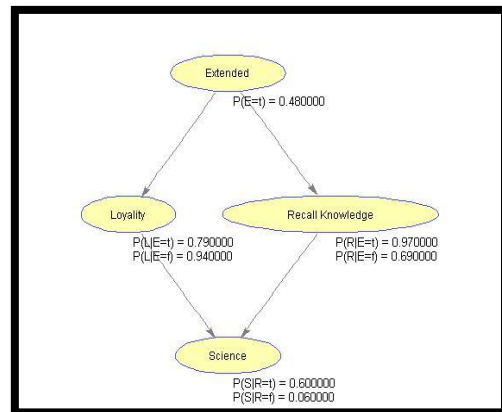 Extended
P(E=t) = 0.480000
Loyality
Recall Knowledge
P(L|E=t) = 0.790000
P(L|E=f) = 0.940000
P(R|E=t) = 0.970000
P(R|E=f) = 0.690000
Science
P(S|R=t) = 0.600000
P(S|R=f) = 0.060000